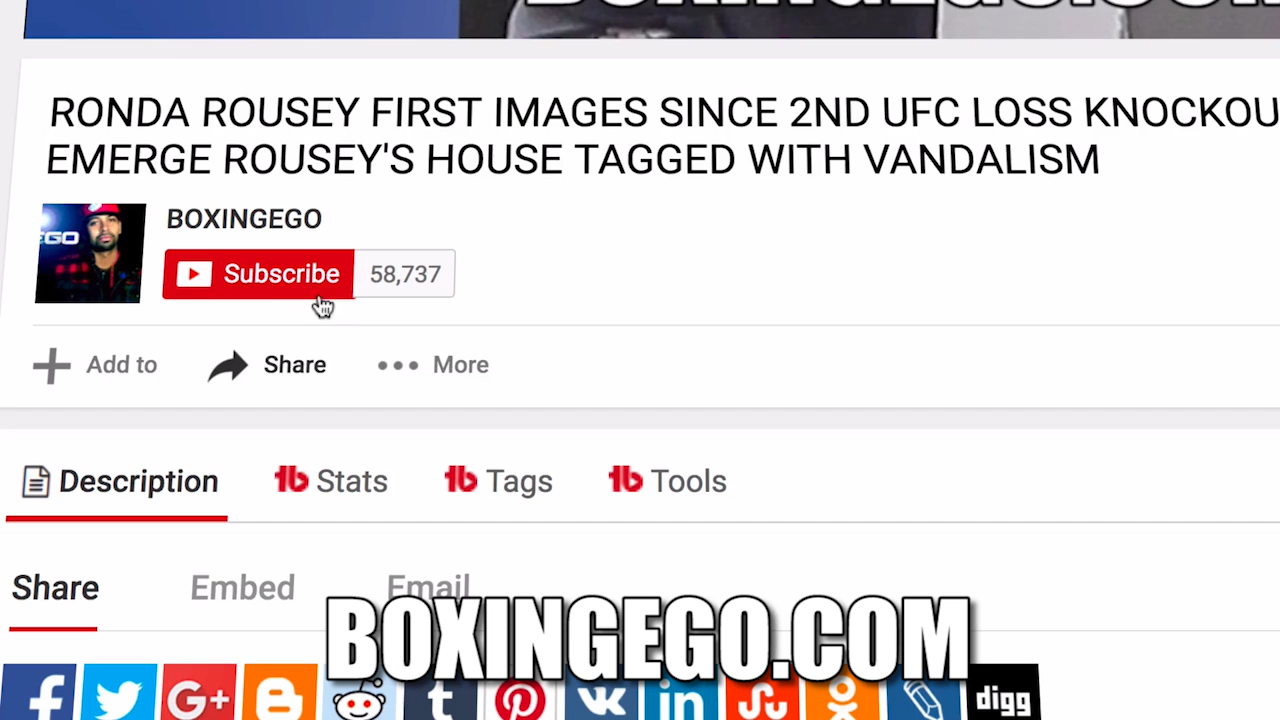 RONDA ROUSEY FIRST IMAGES SINCE 2ND UFC LOSS
EMERGE ROUSEY'S HOUSE TAGGED WITH VANDALISM
BOXINGEGO
Subscribe 58,737
Add to Share More
Description Stats Tags Tools
Share Embed Email
BOXINGEGO.COM
digg